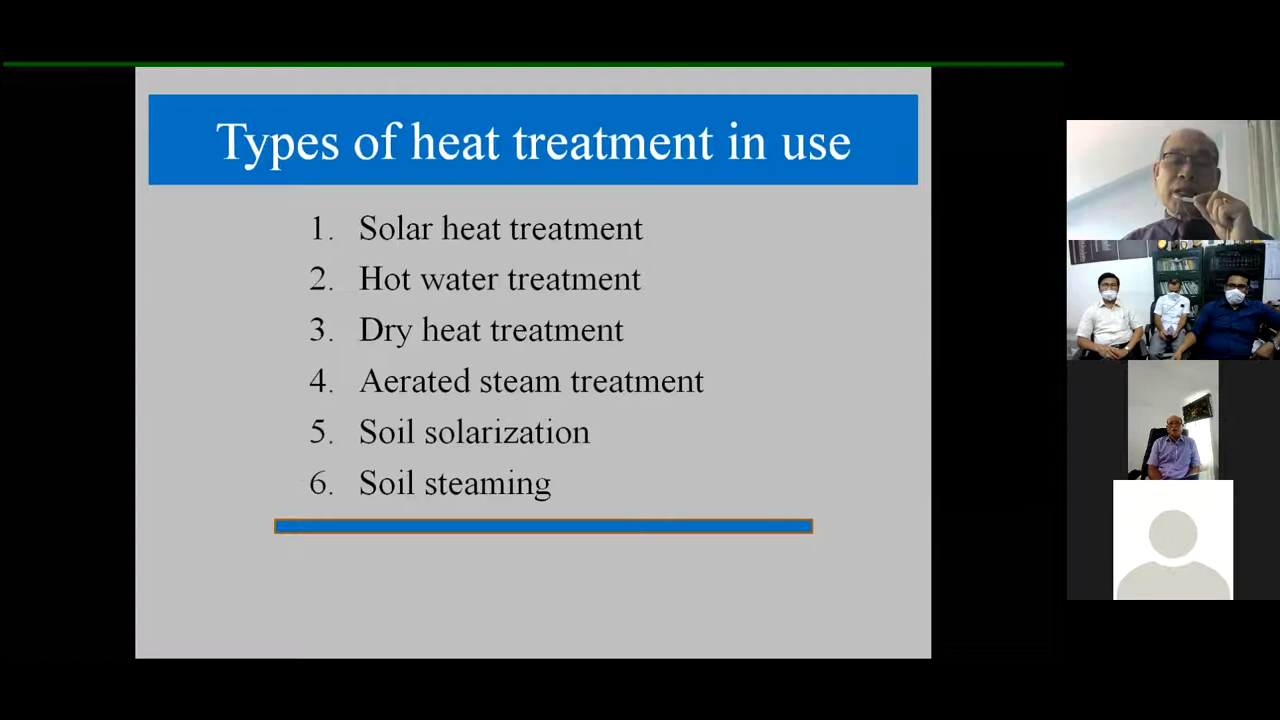 Types of heat treatment in use
1. Solar heat treatment
2. Hot water treatment
3. Dry heat treatment
4. Aerated steam treatment
5. Soil solarization
6. Soil steaming